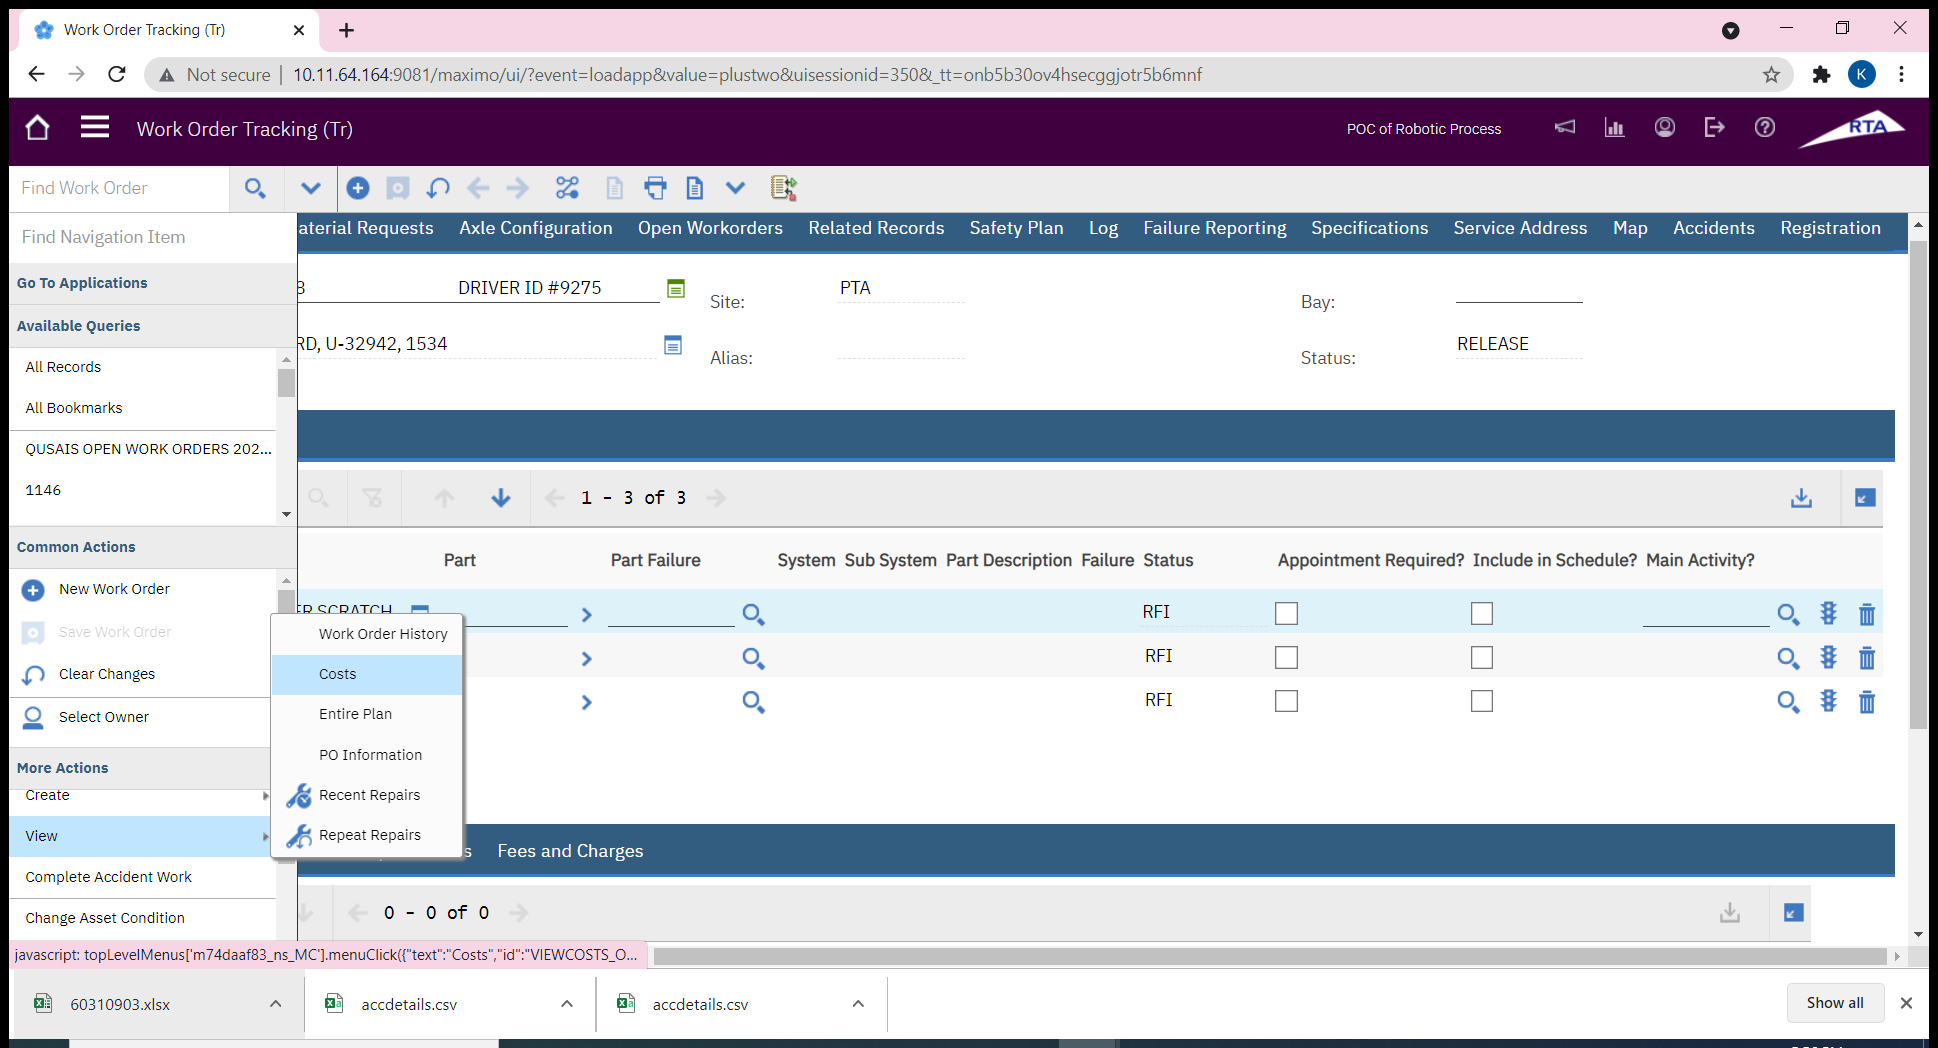 Work Order Tracking (Tr)
Not secure | 10.11.64.164:9081/maximo/ui/?event=loadapp&value=plustwo&uisessionid=350&_tt=onb5b30ov4hsecggjotr5b6mnf
K
Work Order Tracking (Tr)
POC of Robotic Process
RTA
Find Work Order
Find Navigation Item
aterial Requests Axle Configuration Open Workorders Related Records Safety Plan Log Failure Reporting Specifications Service Address Map Accidents Registration
Go To Applications
DRIVER ID #9275
Site: PTA
Bay:
Available Queries
RD, U-32942, 1534
Alias:
Status: RELEASE
All Records
All Bookmarks
QUSAIS OPEN WORK ORDERS 202...
1146
1 - 3 of 3
Common Actions
Part Part Failure System Sub System Part Description Failure Status Appointment Required? Include in Schedule? Main Activity?
New Work Order
ER SCRATCH
RFI
Save Work Order
RFI
Clear Changes
RFI
Select Owner
Work Order History
Costs
Entire Plan
PO Information
Recent Repairs
Repeat Repairs
More Actions
Create
View
Complete Accident Work
Change Asset Condition
s Fees and Charges
0 - 0 of 0
javascript: topLevelMenus['m74daaf83_ns_MC'].menuClick({"text":"Costs","id":"VIEWCOSTS_O...
60310903.xlsx
accdetails.csv
accdetails.csv
Show all